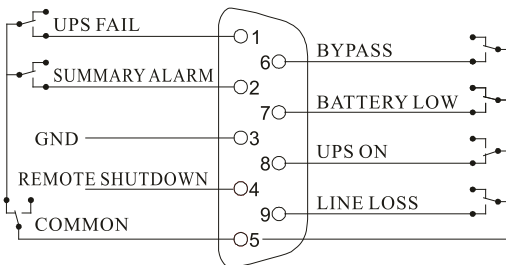 UPS FAIL
1
BYPASS
6
SUMMARY ALARM
2
BATTERY LOW
7
GND
3
UPS ON
8
REMOTE SHUTDOWN
4
LINE LOSS
9
COMMON
5